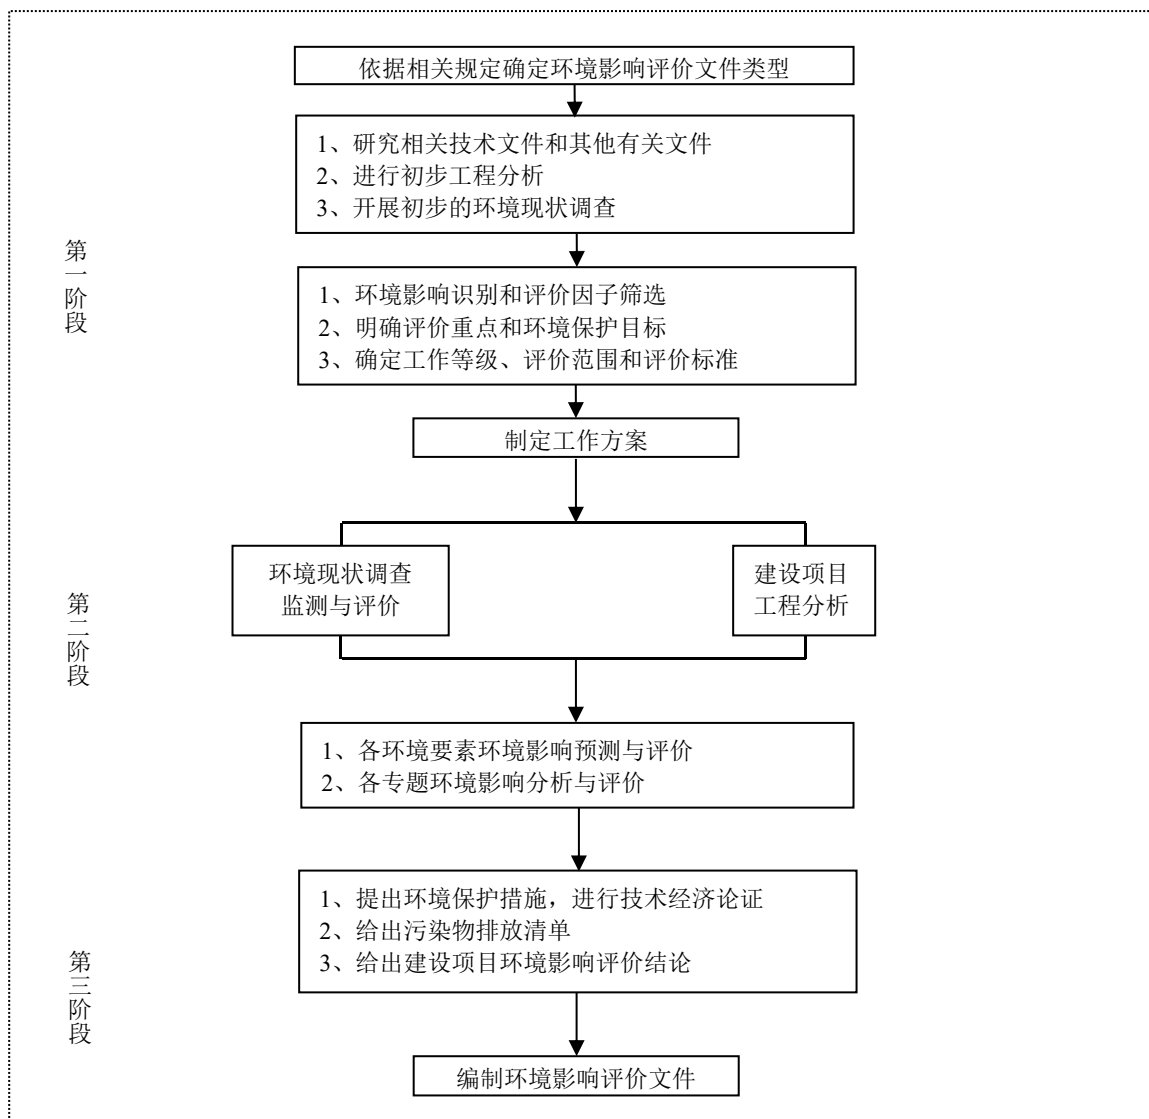 依据相关规定确定环境影响评价文件类型
1、研究相关技术文件和其他有关文件
2、进行初步工程分析
3、开展初步的环境现状调查
第一阶段
1、环境影响识别和评价因子筛选
2、明确评价重点和环境保护目标
3、确定工作等级、评价范围和评价标准
制定工作方案
环境现状调查
监测与评价
建设项目
工程分析
第二阶段
1、各环境要素环境影响预测与评价
2、各专题环境影响分析与评价
1、提出环境保护措施，进行技术经济论证
2、给出污染物排放清单
3、给出建设项目环境影响评价结论
第三阶段
编制环境影响评价文件